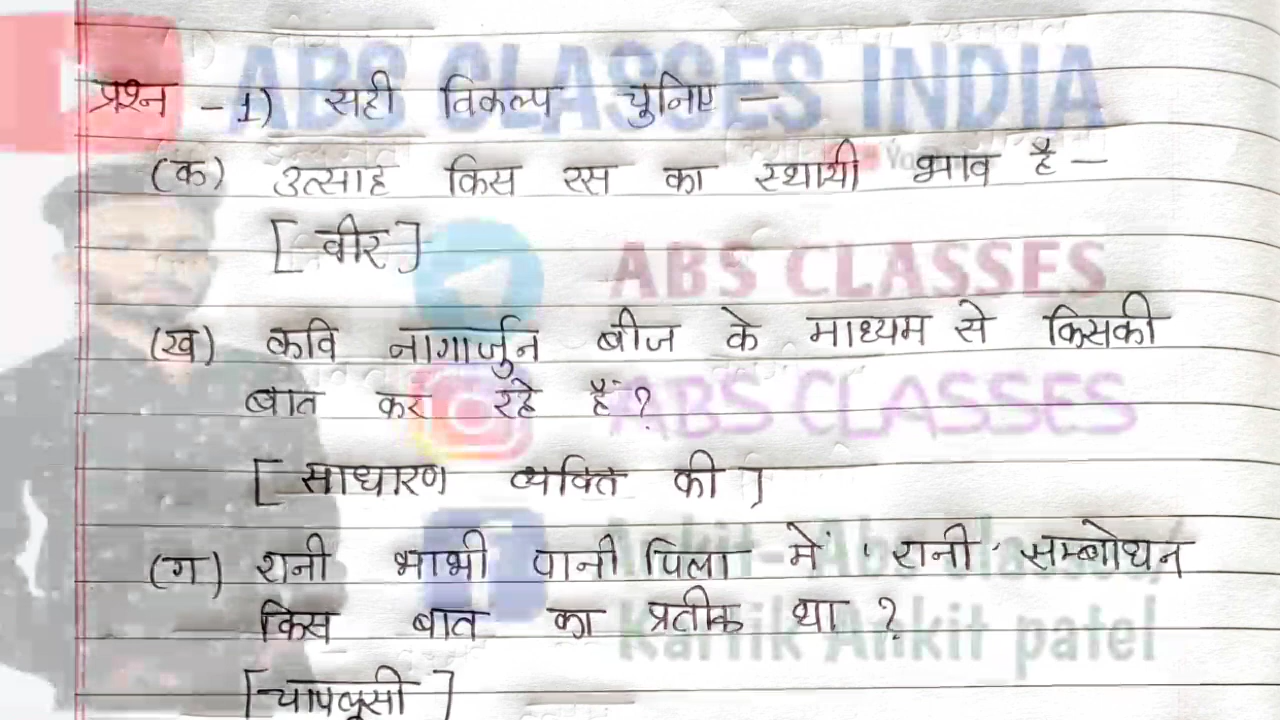 ABS CLASSES INDIA
प्रश्न - 1) सही विकल्प चुनिए -
(क) उत्साह किस रस का स्थायी भाव है -
[ वीर ]
ABS CLASSES
(ख) कवि नागार्जुन बीज के माध्यम से किसकी
बात कर रहे हैं ?
ABS CLASSES
[ साधारण व्यक्ति की ]
(ग) रानी भाभी पानी पिला में ' रानी ' सम्बोधन
किस बात का प्रतीक था ?
Kartik Ankit patel
[ चापलूसी ]